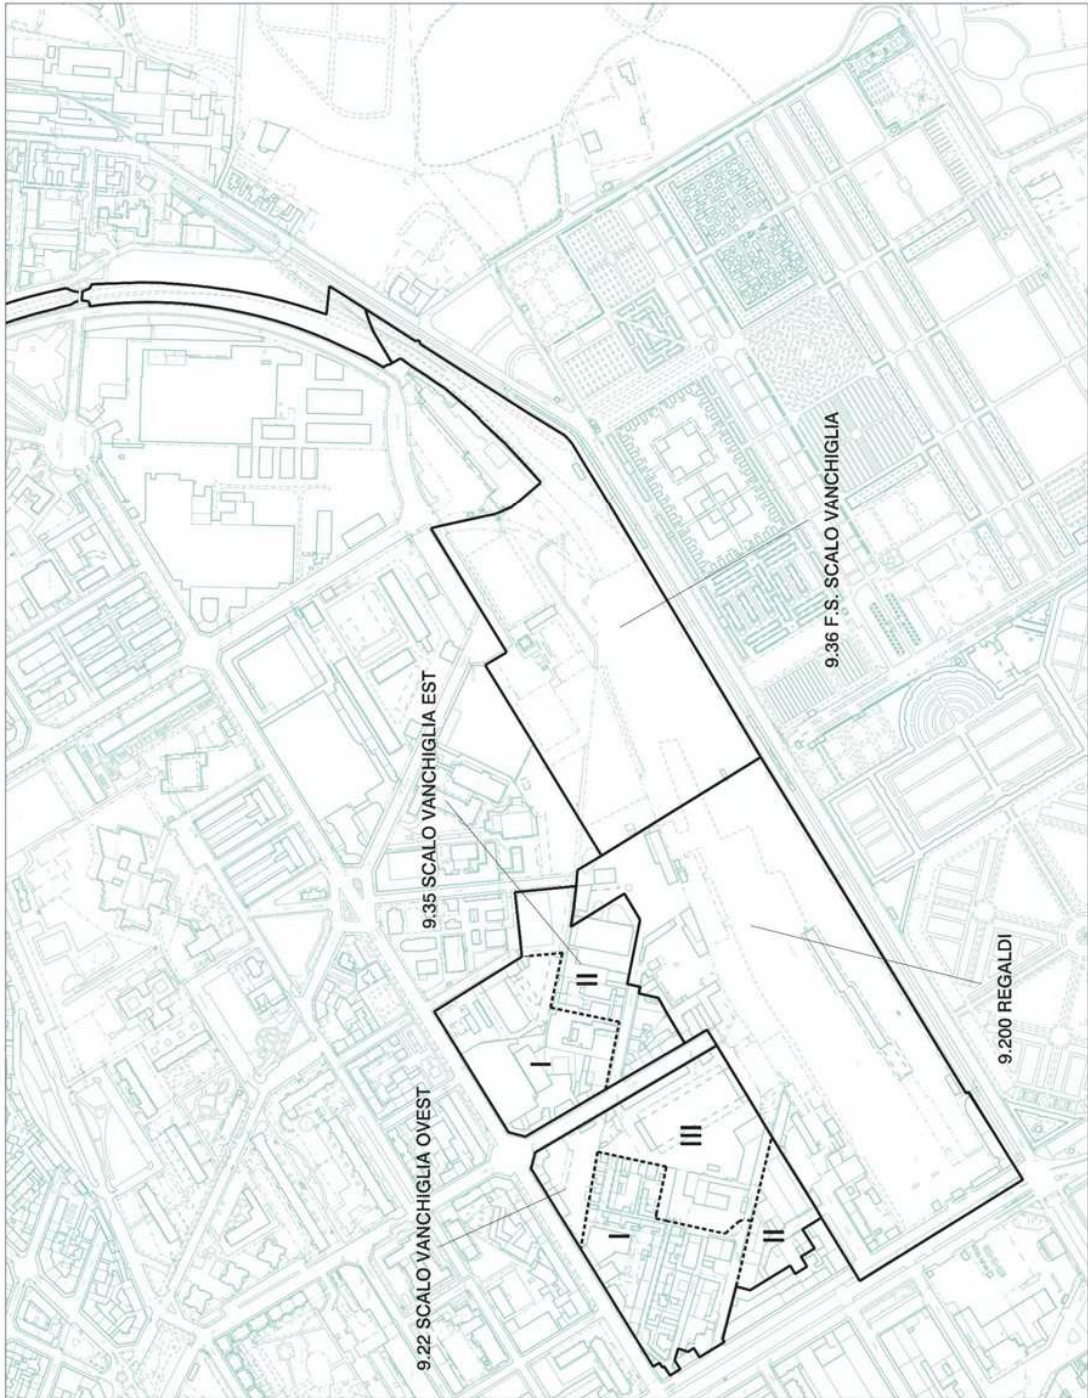 9.22 SCALO VANCHIGLIA OVEST
9.35 SCALO VANCHIGLIA EST
9.36 F.S. SCALO VANCHIGLIA
9.200 REGALDI
I
II
III
I
II